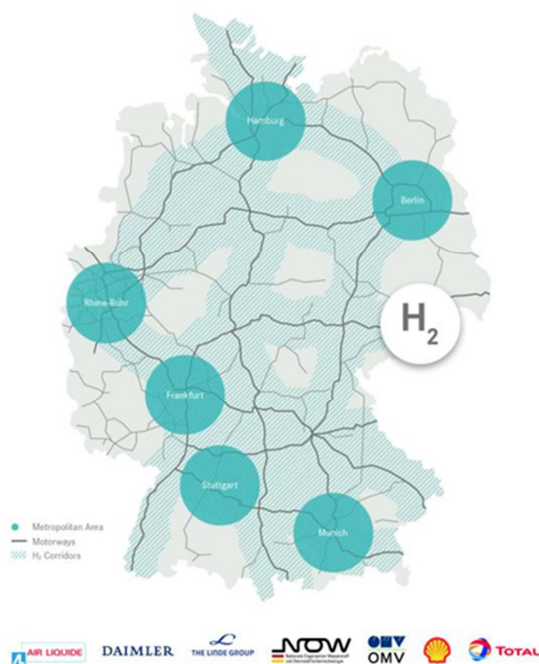 Hamburg
Berlin
Rhine-Ruhr
H2
Frankfurt
Stuttgart
Munich
Metropolitan Area
Motorways
H2 Corridors
AIR LIQUIDE
DAIMLER
THE LINDE GROUP
NOW
OMV
OMV
TOTAL